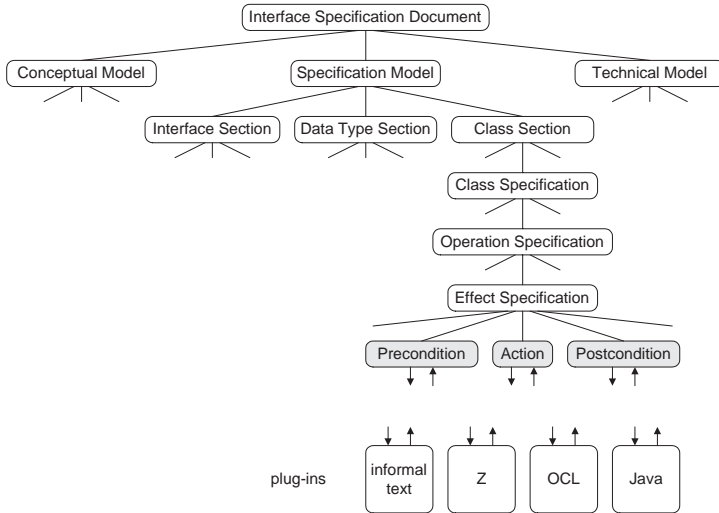 Interface Specification Document
Conceptual Model
Specification Model
Technical Model
Interface Section
Data Type Section
Class Section
Class Specification
Operation Specification
Effect Specification
Precondition
Action
Postcondition
plug-ins
informal
text
Z
OCL
Java